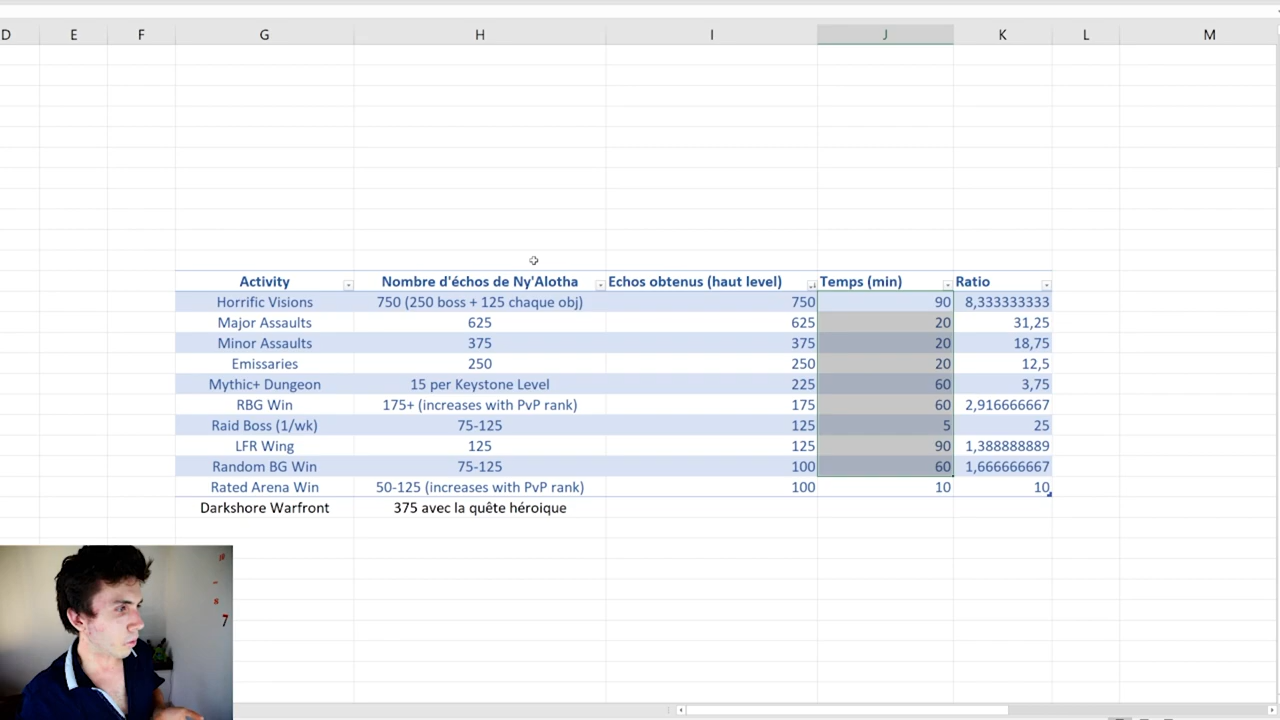 D E F G H I J K L M
Activity Nombre d'échos de Ny'Alotha Echos obtenus (haut level) Temps (min) Ratio
Horrific Visions 750 (250 boss + 125 chaque obj) 750 90 8,333333333
Major Assaults 625 625 20 31,25
Minor Assaults 375 375 20 18,75
Emissaries 250 250 20 12,5
Mythic+ Dungeon 15 per Keystone Level 225 60 3,75
RBG Win 175+ (increases with PvP rank) 175 60 2,916666667
Raid Boss (1/wk) 75-125 125 5 25
LFR Wing 125 125 90 1,388888889
Random BG Win 75-125 100 60 1,666666667
Rated Arena Win 50-125 (increases with PvP rank) 100 10 10
Darkshore Warfront 375 avec la quête héroique
7